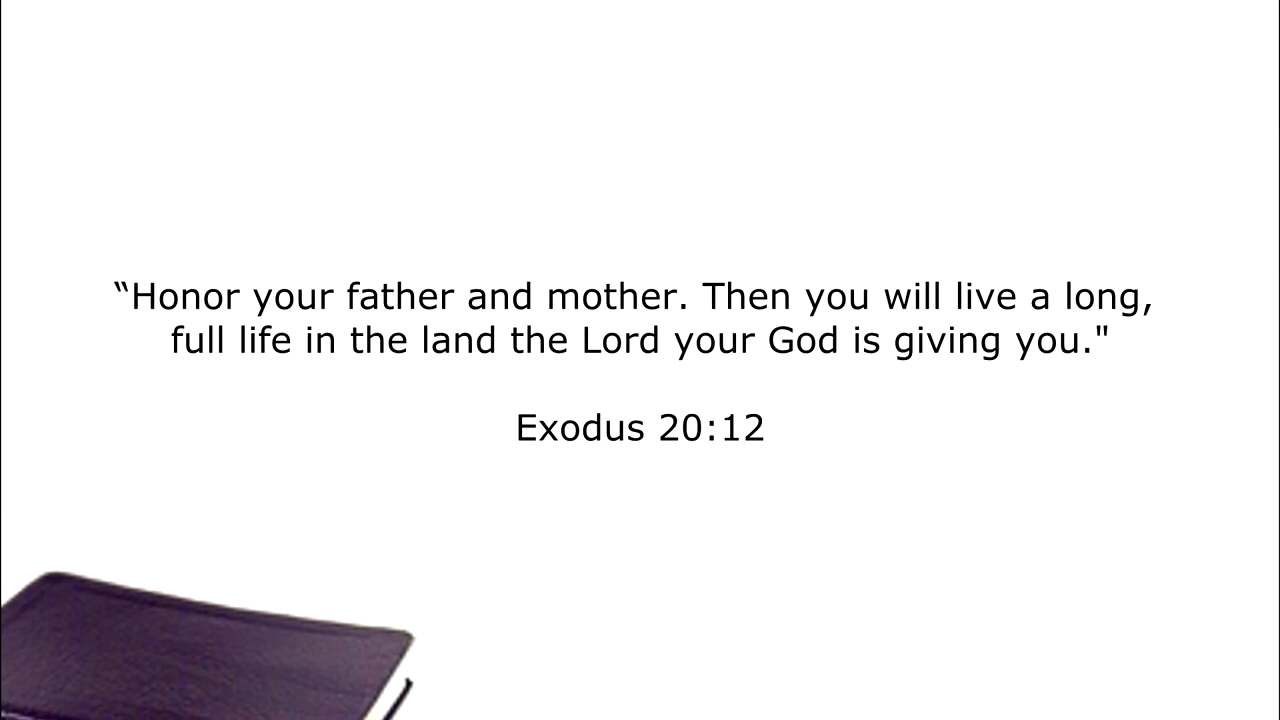 “Honor your father and mother. Then you will live a long,
full life in the land the Lord your God is giving you."
Exodus 20:12